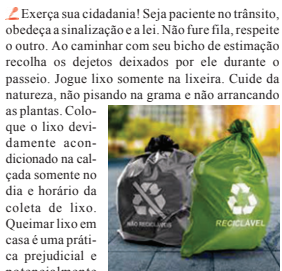 Exerça sua cidadania! Seja paciente no trânsito,
obedeça a sinalização e a lei. Não fure fila, respeite
o outro. Ao caminhar com seu bicho de estimação
recolha os dejetos deixados por ele durante o
passeio. Jogue lixo somente na lixeira. Cuide da
natureza, não pisando na grama e não arrancando
as plantas. Colo-
que o lixo devi-
damente acon-
dicionado na cal-
çada somente no
dia e horário da
coleta de lixo.
Queimar lixo em
casa é uma práti-
ca prejudicial e
potencialmente
NÃO RECICLÁVEL
RECICLÁVEL